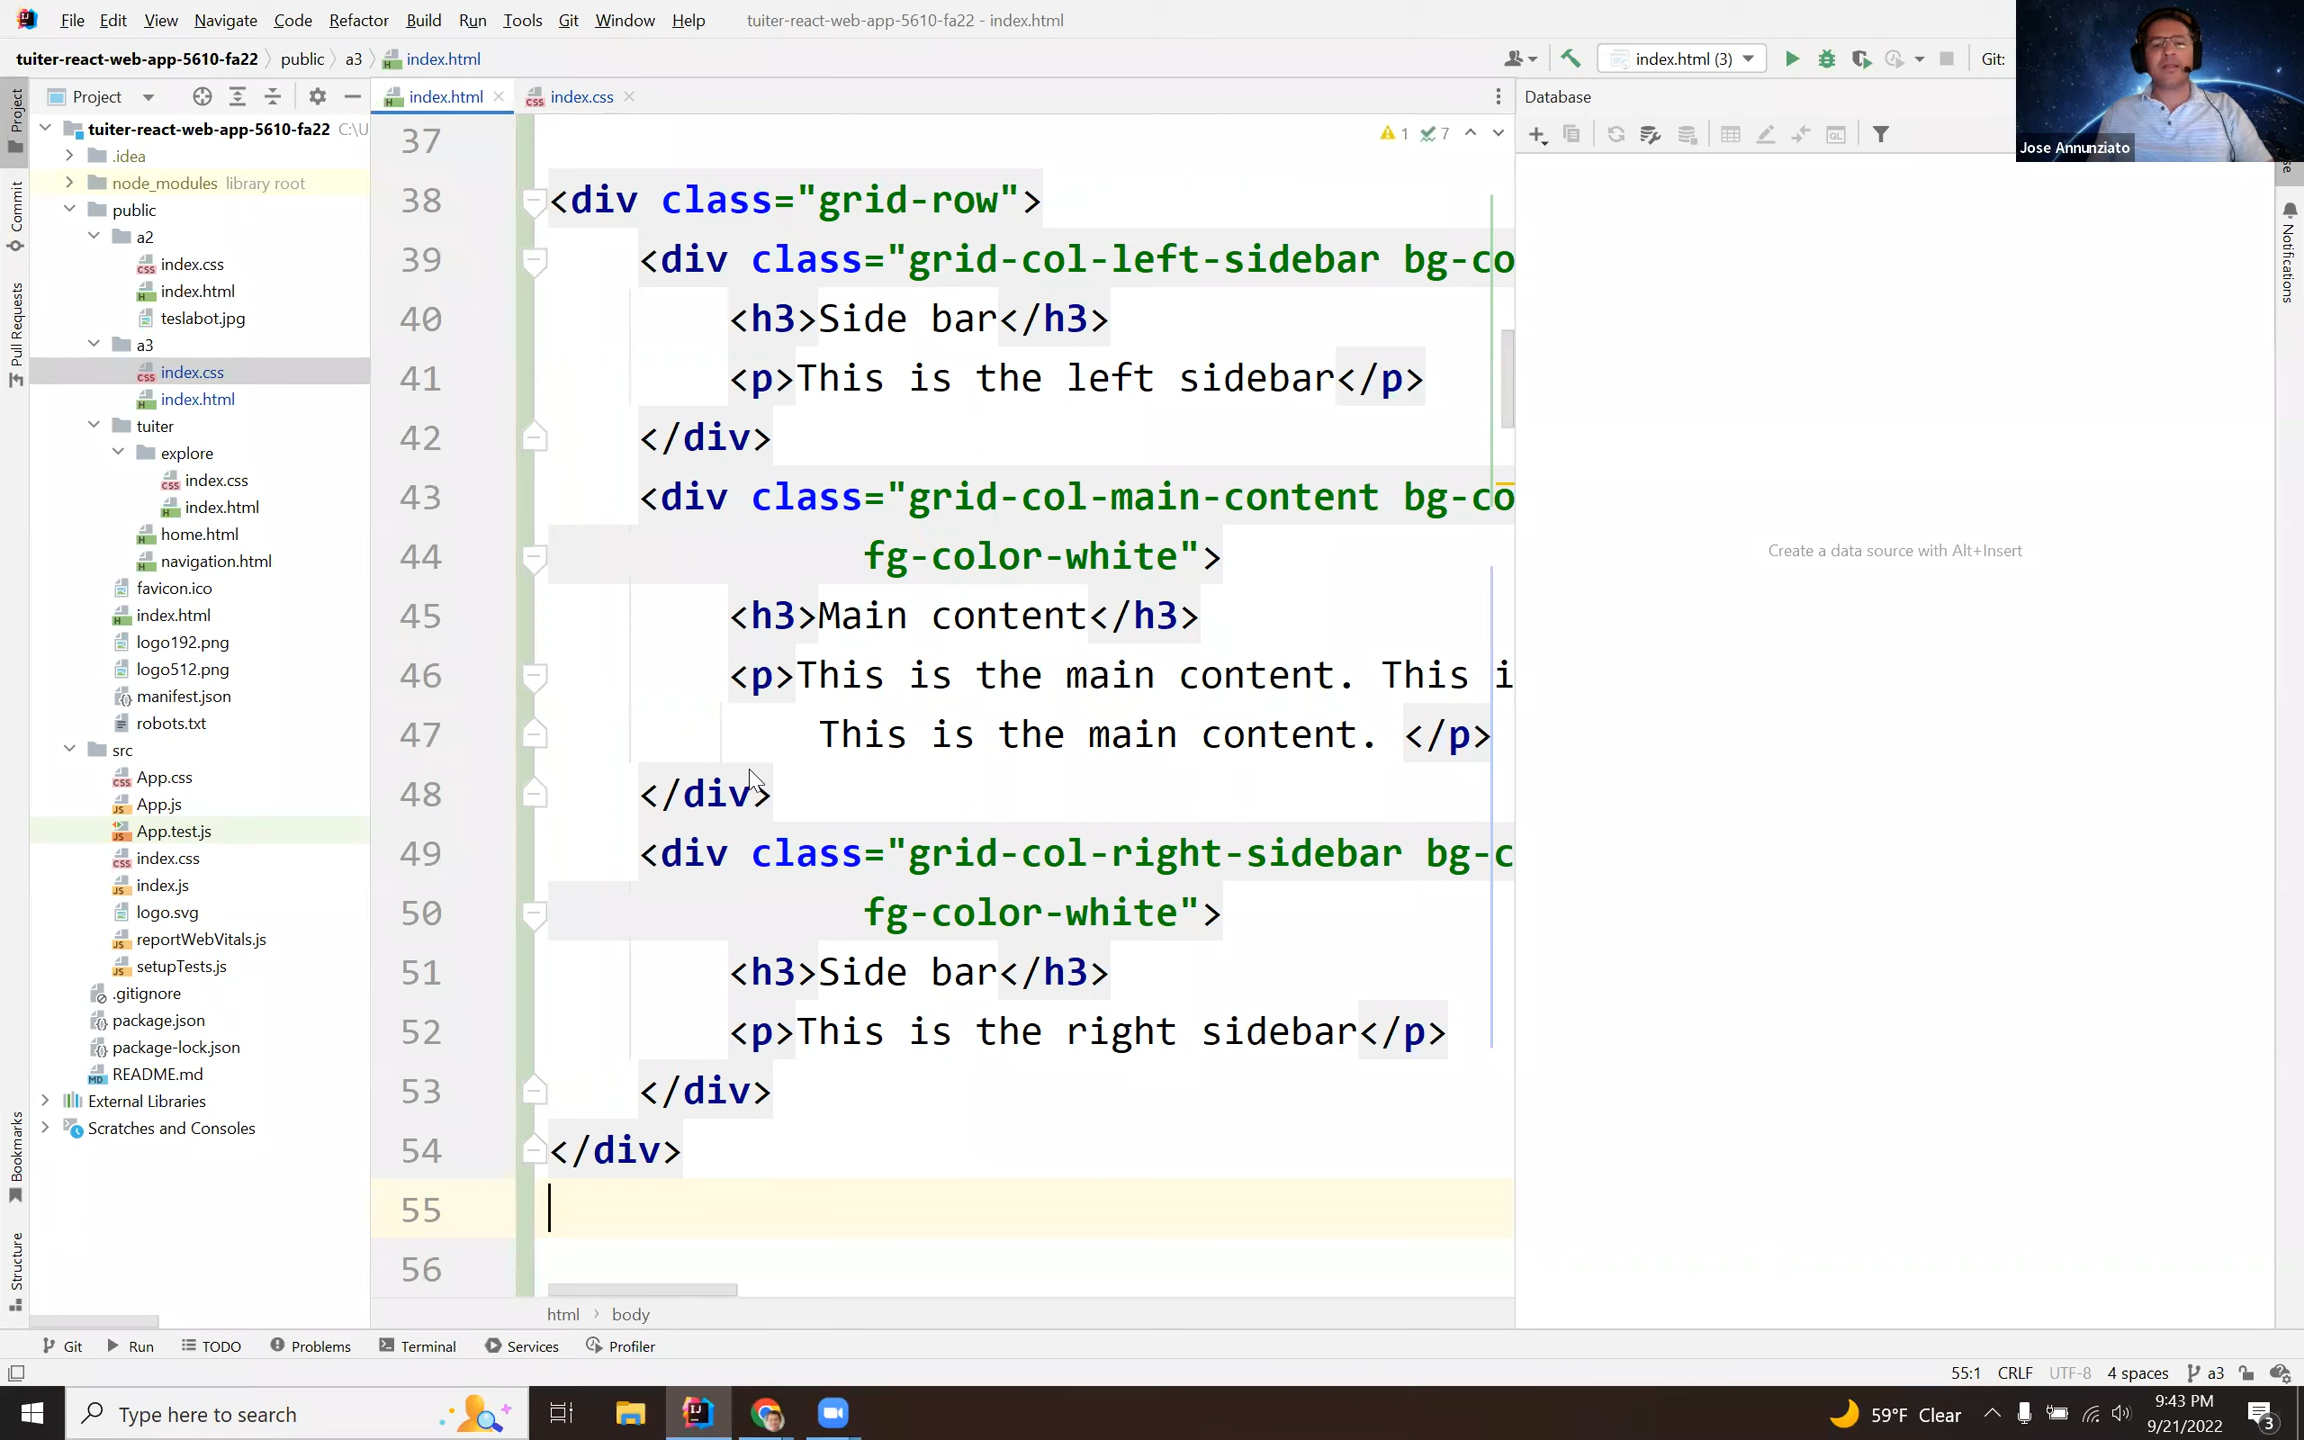 File Edit View Navigate Code Refactor Build Run Tools Git Window Help tuiter-react-web-app-5610-fa22 - index.html
tuiter-react-web-app-5610-fa22 public a3 index.html
index.html (3) Git:
Jose Annunziato
Project
Commit
Pull Requests
Bookmarks
Structure
Project
tuiter-react-web-app-5610-fa22 C:\U
.idea
node_modules library root
public
a2
index.css
index.html
teslabot.jpg
a3
index.css
index.html
tuiter
explore
index.css
index.html
home.html
navigation.html
favicon.ico
index.html
logo192.png
logo512.png
manifest.json
robots.txt
src
App.css
App.js
App.test.js
index.css
index.js
logo.svg
reportWebVitals.js
setupTests.js
.gitignore
package.json
package-lock.json
README.md
External Libraries
Scratches and Consoles
index.html index.css
1 7
37
38 <div class="grid-row">
39 <div class="grid-col-left-sidebar bg-co
40 <h3>Side bar</h3>
41 <p>This is the left sidebar</p>
42 </div>
43 <div class="grid-col-main-content bg-co
44 fg-color-white">
45 <h3>Main content</h3>
46 <p>This is the main content. This i
47 This is the main content. </p>
48 </div>
49 <div class="grid-col-right-sidebar bg-c
50 fg-color-white">
51 <h3>Side bar</h3>
52 <p>This is the right sidebar</p>
53 </div>
54 </div>
55
56
html body
Database
Create a data source with Alt+Insert
Notifications
Git Run TODO Problems Terminal Services Profiler
55:1 CRLF UTF-8 4 spaces a3
Type here to search
59°F Clear
9:43 PM
9/21/2022
3